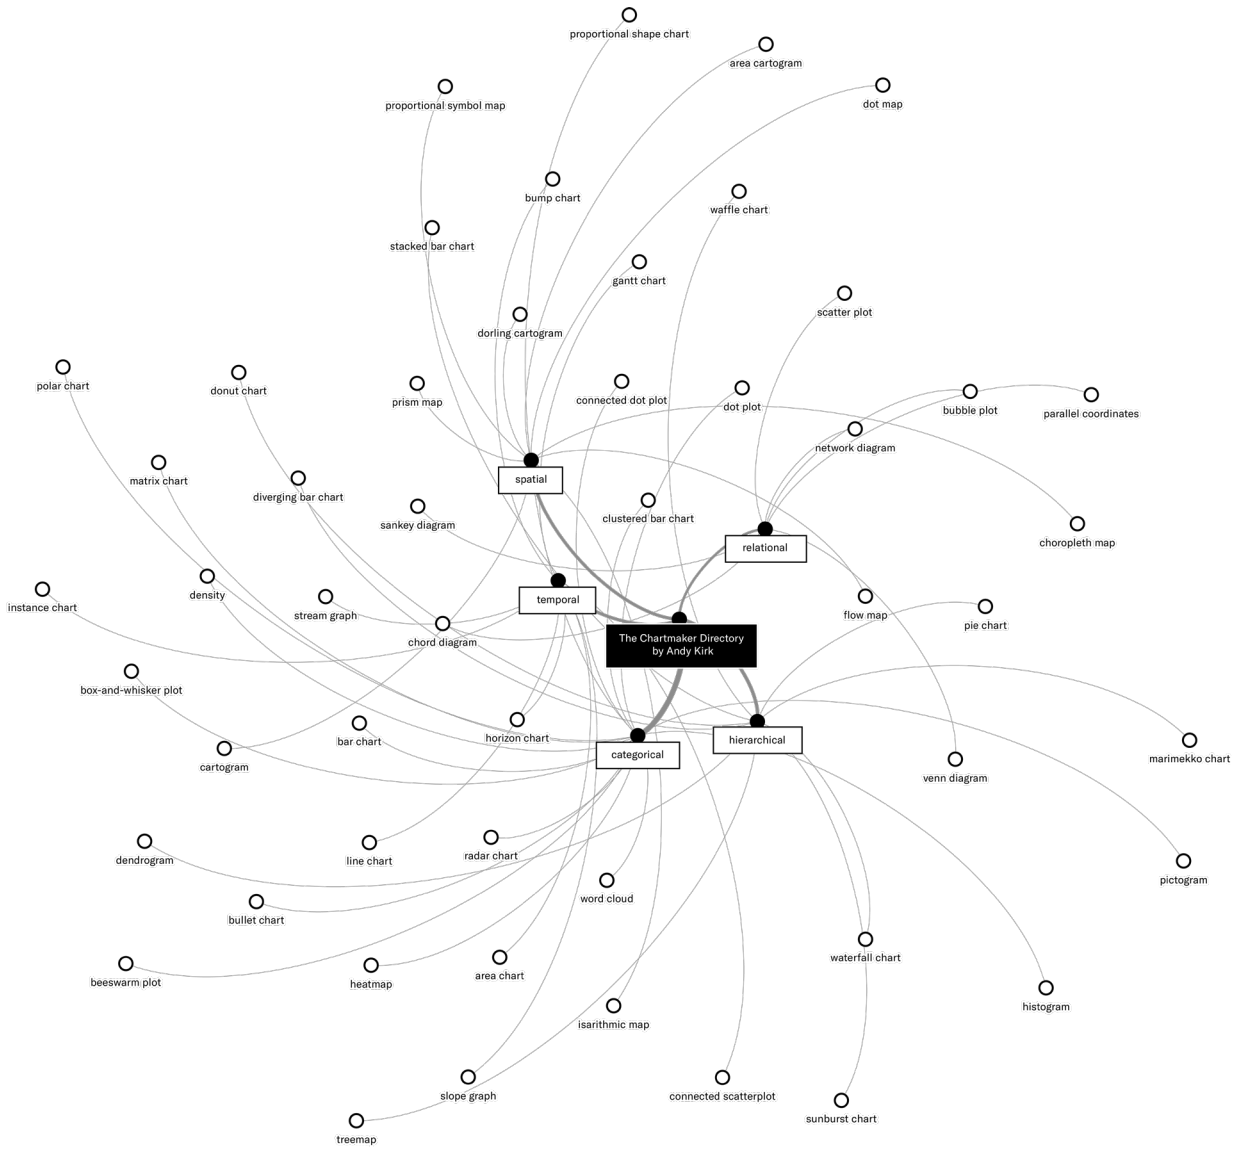 proportional shape chart
area cartogram
proportional symbol map
dot map
bump chart
waffle chart
stacked bar chart
gantt chart
scatter plot
dorling cartogram
polar chart
donut chart
prism map
connected dot plot
dot plot
bubble plot
parallel coordinates
network diagram
matrix chart
diverging bar chart
spatial
sankey diagram
clustered bar chart
relational
choropleth map
density
instance chart
stream graph
temporal
chord diagram
flow map
pie chart
The Chartmaker Directory
by Andy Kirk
box-and-whisker plot
cartogram
bar chart
horizon chart
categorical
hierarchical
venn diagram
marimekko chart
dendrogram
line chart
radar chart
word cloud
pictogram
bullet chart
beeswarm plot
heatmap
area chart
waterfall chart
isarithmic map
histogram
slope graph
connected scatterplot
sunburst chart
treemap